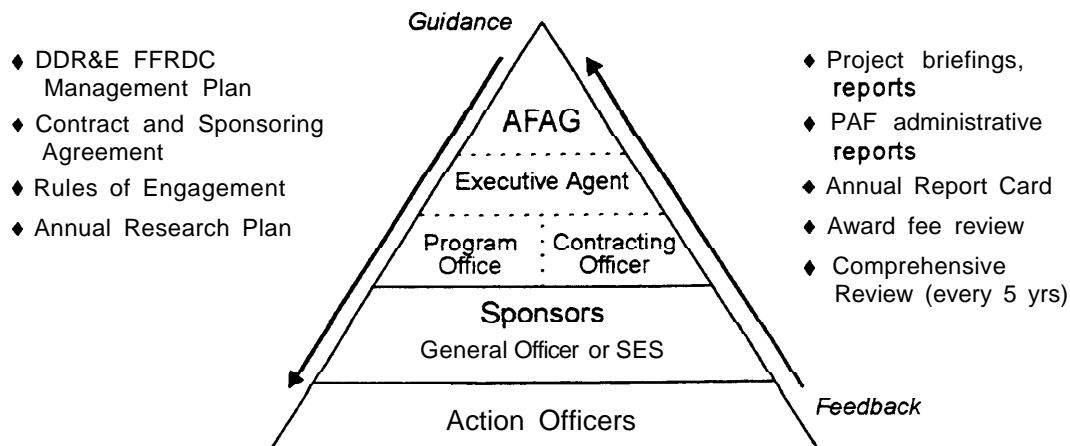 Guidance
♦ DDR&E FFRDC
Management Plan
♦ Contract and Sponsoring
Agreement
♦ Rules of Engagement
♦ Annual Research Plan
AFAG
Executive Agent
Program
Office
Contracting
Officer
Sponsors
General Officer or SES
Action Officers
♦ Project briefings,
reports
♦ PAF administrative
reports
♦ Annual Report Card
♦ Award fee review
♦ Comprehensive
Review (every 5 yrs)
Feedback